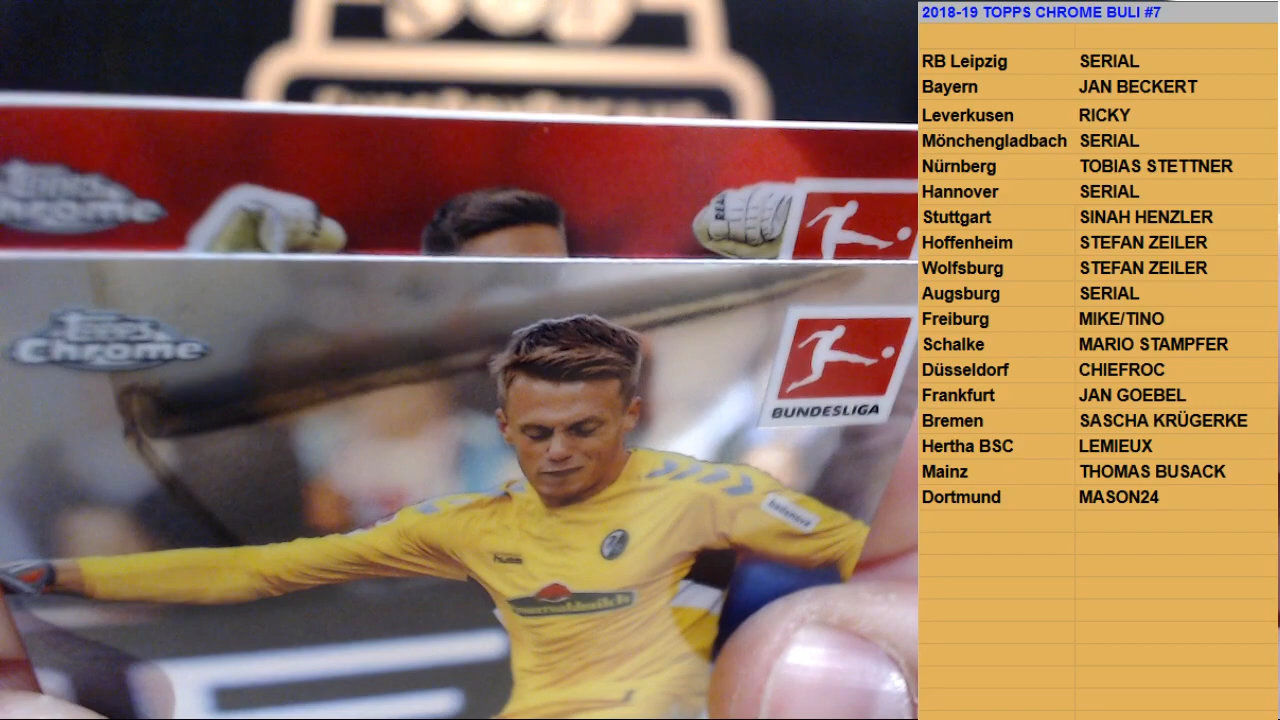 2018-19 TOPPS CHROME BULI #7
RB Leipzig SERIAL
Bayern JAN BECKERT
Leverkusen RICKY
Mönchengladbach SERIAL
Nürnberg TOBIAS STETTNER
Hannover SERIAL
Stuttgart SINAH HENZLER
Hoffenheim STEFAN ZEILER
Wolfsburg STEFAN ZEILER
Augsburg SERIAL
Freiburg MIKE/TINO
Schalke MARIO STAMPFER
Düsseldorf CHIEFROC
Frankfurt JAN GOEBEL
Bremen SASCHA KRÜGERKE
Hertha BSC LEMIEUX
Mainz THOMAS BUSACK
Dortmund MASON24
Topps
Chrome
Topps
Chrome
BUNDESLIGA
hummel